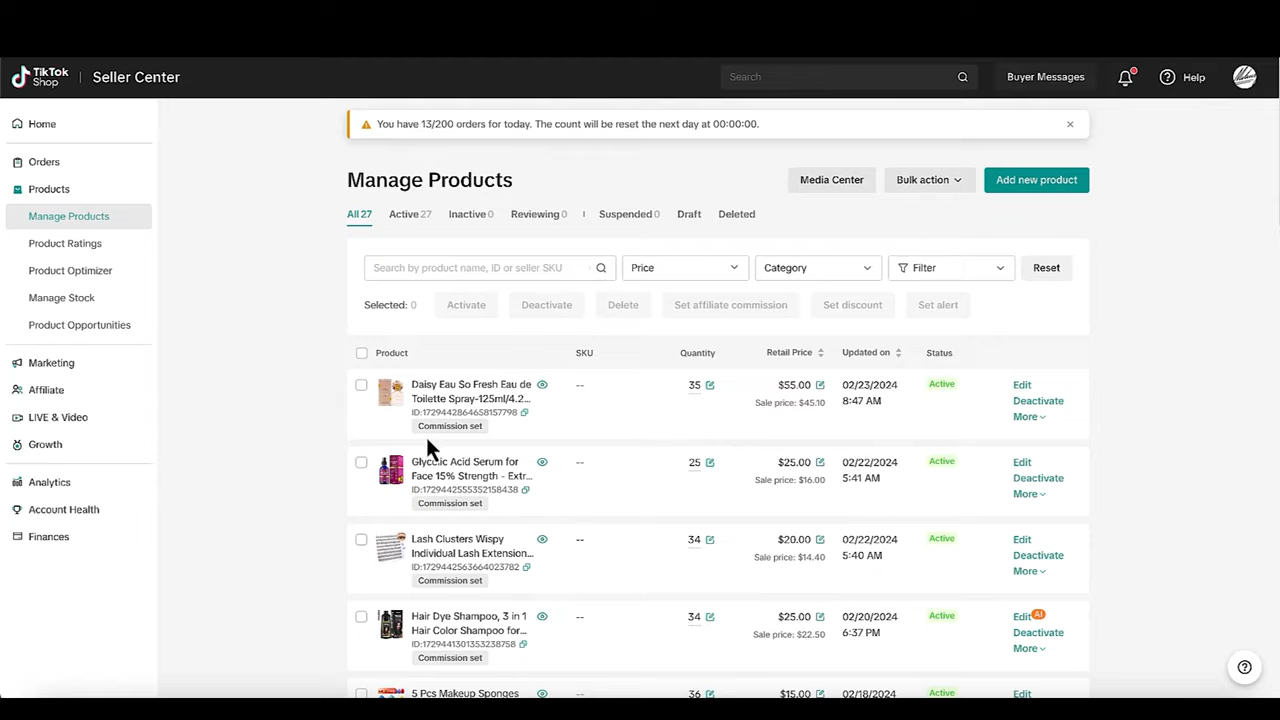 TikTok Shop
Seller Center
Search
Buyer Messages
Help
Home
Orders
Products
Manage Products
Product Ratings
Product Optimizer
Manage Stock
Product Opportunities
Marketing
Affiliate
LIVE & Video
Growth
Analytics
Account Health
Finances
You have 13/200 orders for today. The count will be reset the next day at 00:00:00.
Manage Products
Media Center
Bulk action
Add new product
All 27
Active 27
Inactive 0
Reviewing 0
Suspended 0
Draft
Deleted
Search by product name, ID or seller SKU
Price
Category
Filter
Reset
Selected: 0
Activate
Deactivate
Delete
Set affiliate commission
Set discount
Set alert
Product
SKU
Quantity
Retail Price
Updated on
Status
Daisy Eau So Fresh Eau de
Toilette Spray-125ml/4.2...
ID:1729442864658157798
Commission set
--
35
$55.00
Sale price: $45.10
02/23/2024
8:47 AM
Active
Edit
Deactivate
More
Glycolic Acid Serum for
Face 15% Strength - Extr...
ID:1729442555352158438
Commission set
--
25
$25.00
Sale price: $16.00
02/22/2024
5:41 AM
Active
Edit
Deactivate
More
Lash Clusters Wispy
Individual Lash Extension...
ID:1729442563664023782
Commission set
--
34
$20.00
Sale price: $14.40
02/22/2024
5:40 AM
Active
Edit
Deactivate
More
Hair Dye Shampoo, 3 in 1
Hair Color Shampoo for...
ID:1729441301353238758
Commission set
--
34
$25.00
Sale price: $22.50
02/20/2024
6:37 PM
Active
Edit AI
Deactivate
More
5 Pcs Makeup Sponges
--
36
$15.00
02/18/2024
Active
Edit